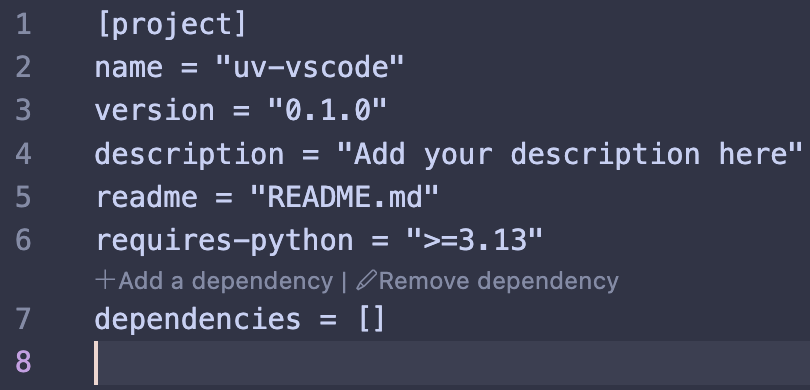 1 [project]
2 name = "uv-vscode"
3 version = "0.1.0"
4 description = "Add your description here"
5 readme = "README.md"
6 requires-python = ">=3.13"
+Add a dependency | Remove dependency
7 dependencies = []
8